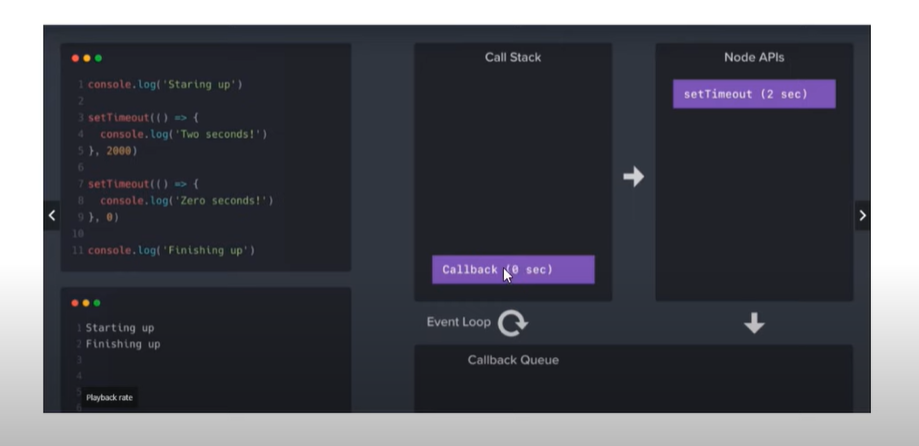 1 console.log('Staring up')
2
3 setTimeout(() => {
4 console.log('Two seconds!')
5 }, 2000)
6
7 setTimeout(() => {
8 console.log('Zero seconds!')
9 }, 0)
10
11 console.log('Finishing up')
1 Starting up
2 Finishing up
3
4
5
6
Playback rate
Call Stack
Callback (0 sec)
Node APIs
setTimeout (2 sec)
Event Loop
Callback Queue